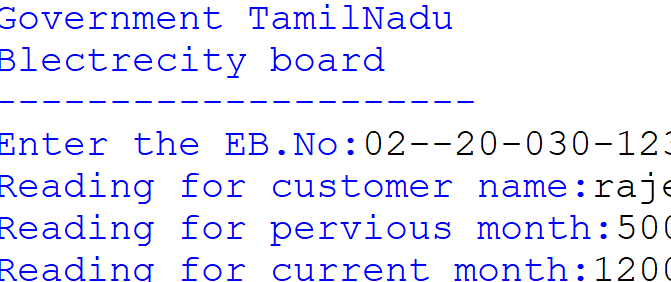 Government TamilNadu
Blectrecity board
---------------------
Enter the EB.No:02--20-030-123
Reading for customer name:raje
Reading for pervious month:500
Reading for current month:1200